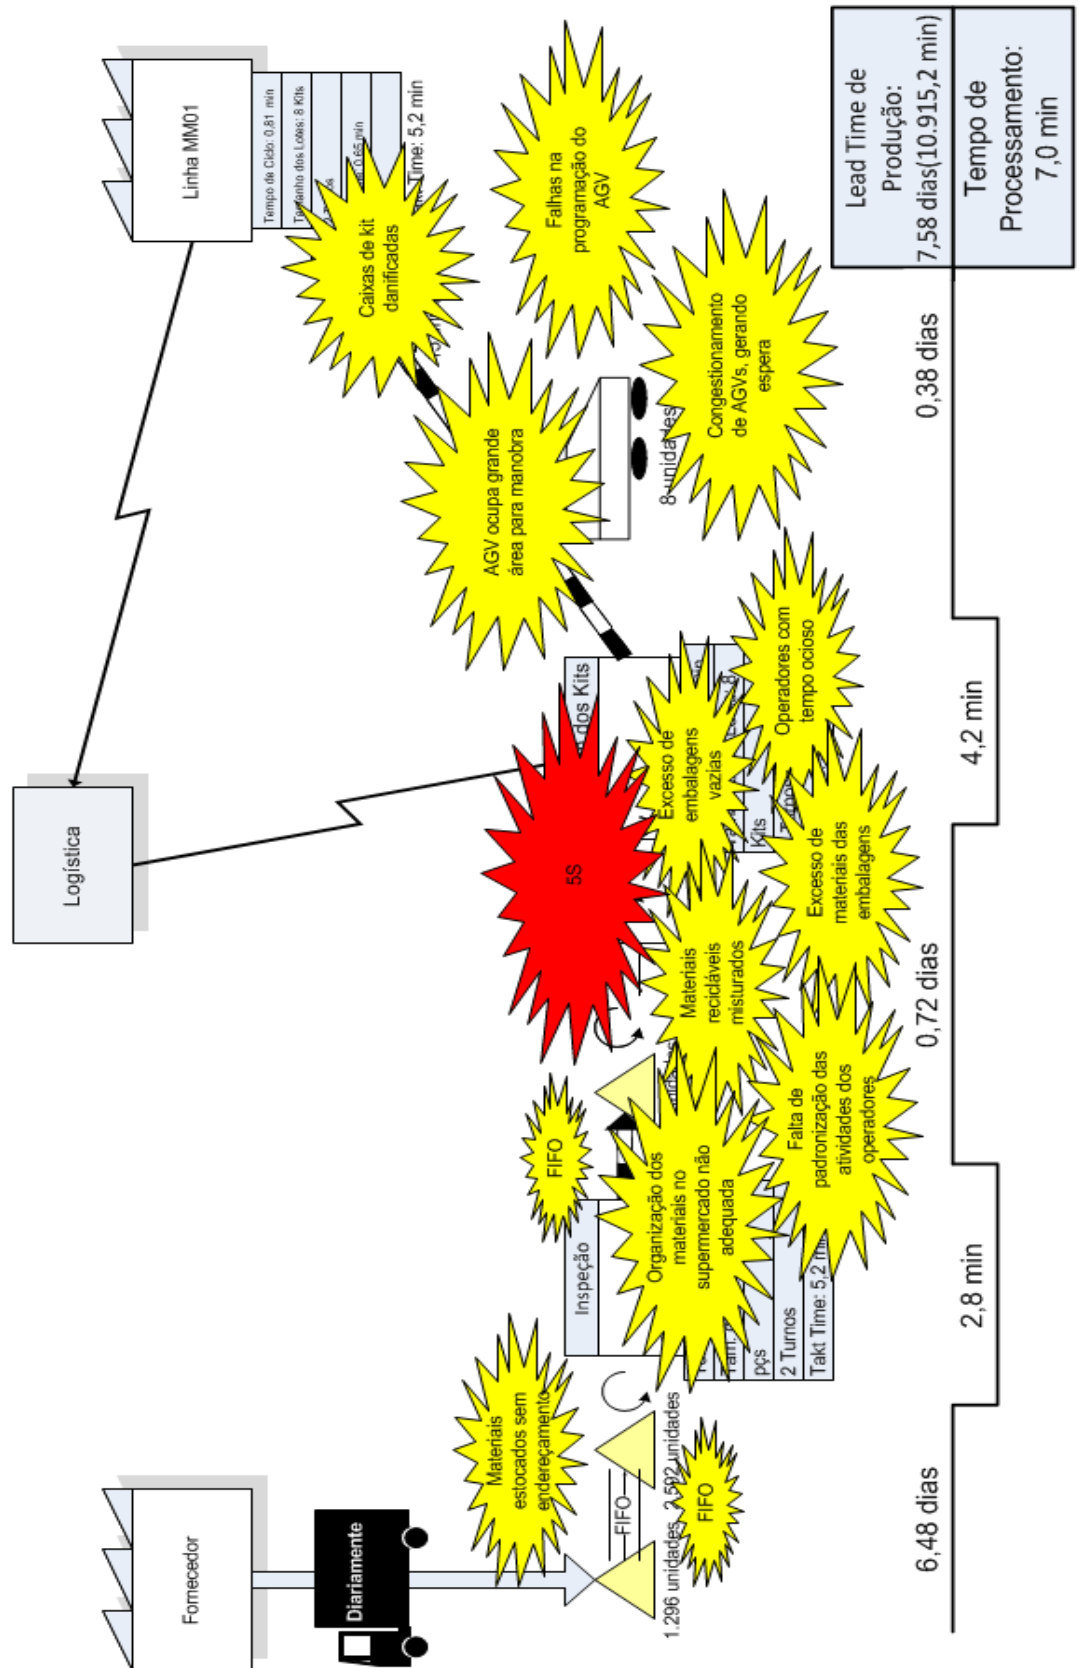 Logística
Fornecedor
Diariamente
1.296 unidades
2.592 unidades
FIFO
FIFO
Materiais
estocados sem
endereçamento
Inspeção
pçs
2 Turnos
Takt Time: 5,2
FIFO
Organização dos
materiais no
supermercado não
adequada
Falta de
padronização das
atividades dos
operadores
Materiais
recicláveis
misturados
5S
dos Kits
Kits
Excesso de
embalagens
vazias
Excesso de
materiais das
embalagens
Operadores com
tempo ocioso
AGV ocupa grande
área para manobra
8 unidades
Congestionamento
de AGVs, gerando
espera
Falhas na
programação do
AGV
Caixas de kit
danificadas
Linha MM01
Tempo de Ciclo: 0,81 min
Tamanho dos Lotes: 8 Kits
0,65 min
Time: 5,2 min
6,48 dias
2,8 min
0,72 dias
4,2 min
0,38 dias
Lead Time de
Produção:
7,58 dias(10.915,2 min)
Tempo de
Processamento:
7,0 min